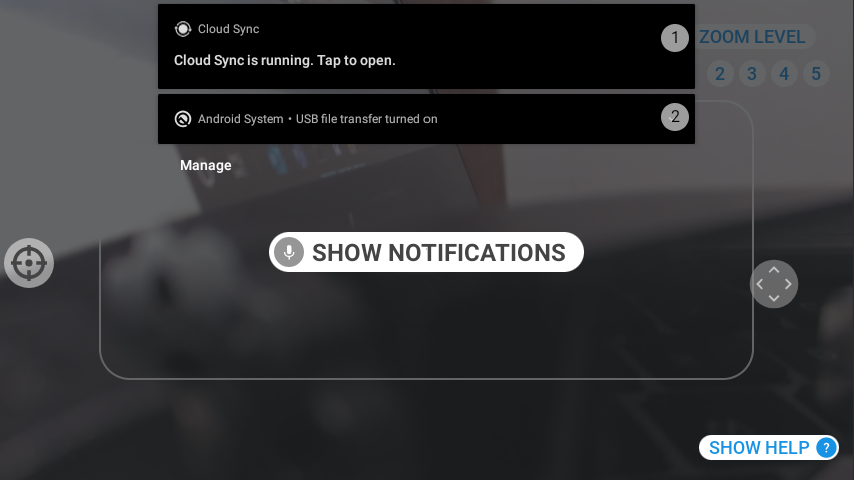 Cloud Sync
1
ZOOM LEVEL
Cloud Sync is running. Tap to open.
2 3 4 5
Android System • USB file transfer turned on
2
Manage
SHOW NOTIFICATIONS
SHOW HELP ?